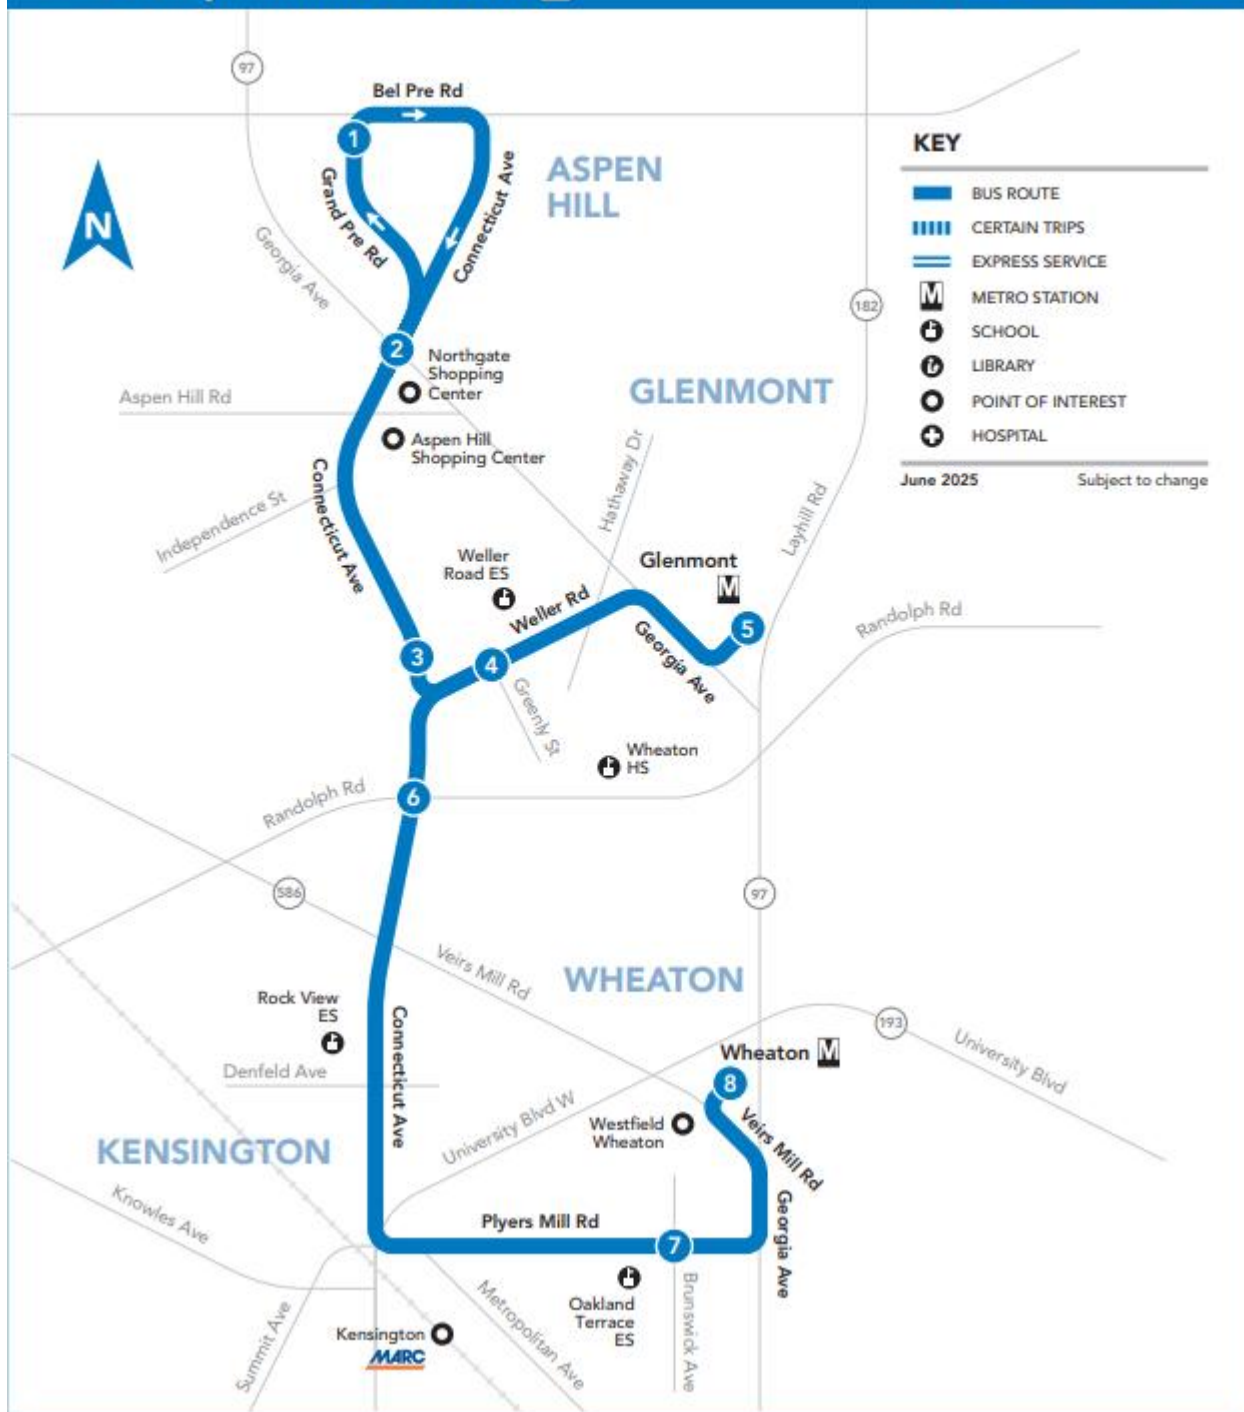 97
Bel Pre Rd
1
ASPEN
HILL
Grand Pre Rd
Connecticut Ave
N
Georgia Ave
KEY
BUS ROUTE
CERTAIN TRIPS
EXPRESS SERVICE
M METRO STATION
SCHOOL
LIBRARY
POINT OF INTEREST
HOSPITAL
June 2025 Subject to change
182
2
Northgate
Shopping
Center
Aspen Hill Rd
GLENMONT
Aspen Hill
Shopping Center
Hathaway Dr
Layhill Rd
Independence St
Connecticut Ave
Weller
Road ES
Glenmont
M
Weller Rd
5
Georgia Ave
Randolph Rd
3
4
Greenly St
Wheaton
HS
Randolph Rd
6
586
97
Veirs Mill Rd
WHEATON
Rock View
ES
Connecticut Ave
193
University Blvd
Wheaton M
Denfeld Ave
8
University Blvd W
Westfield
Wheaton
Veirs Mill Rd
KENSINGTON
Knowles Ave
Plyers Mill Rd
7
Georgia Ave
Oakland
Terrace
ES
Brunswick Ave
Metropolitan Ave
Summit Ave
Kensington
MARC